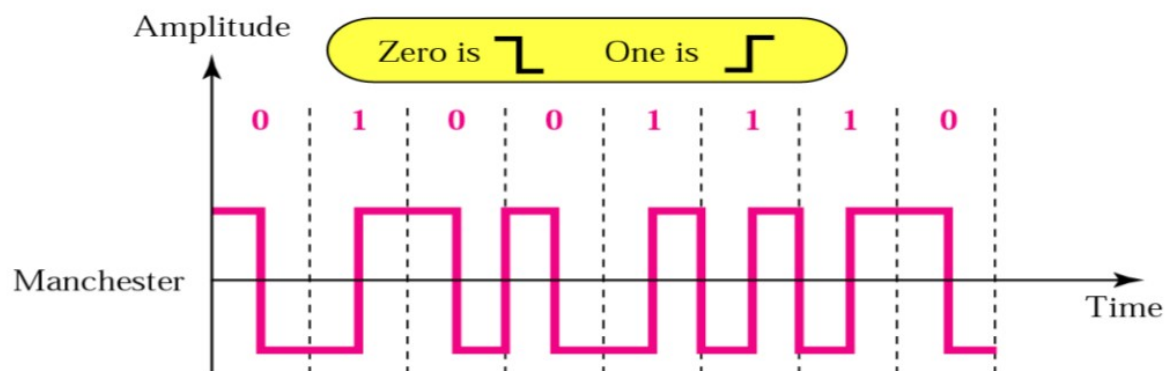 Amplitude
Zero is One is
0 1 0 0 1 1 1 0
Manchester
Time